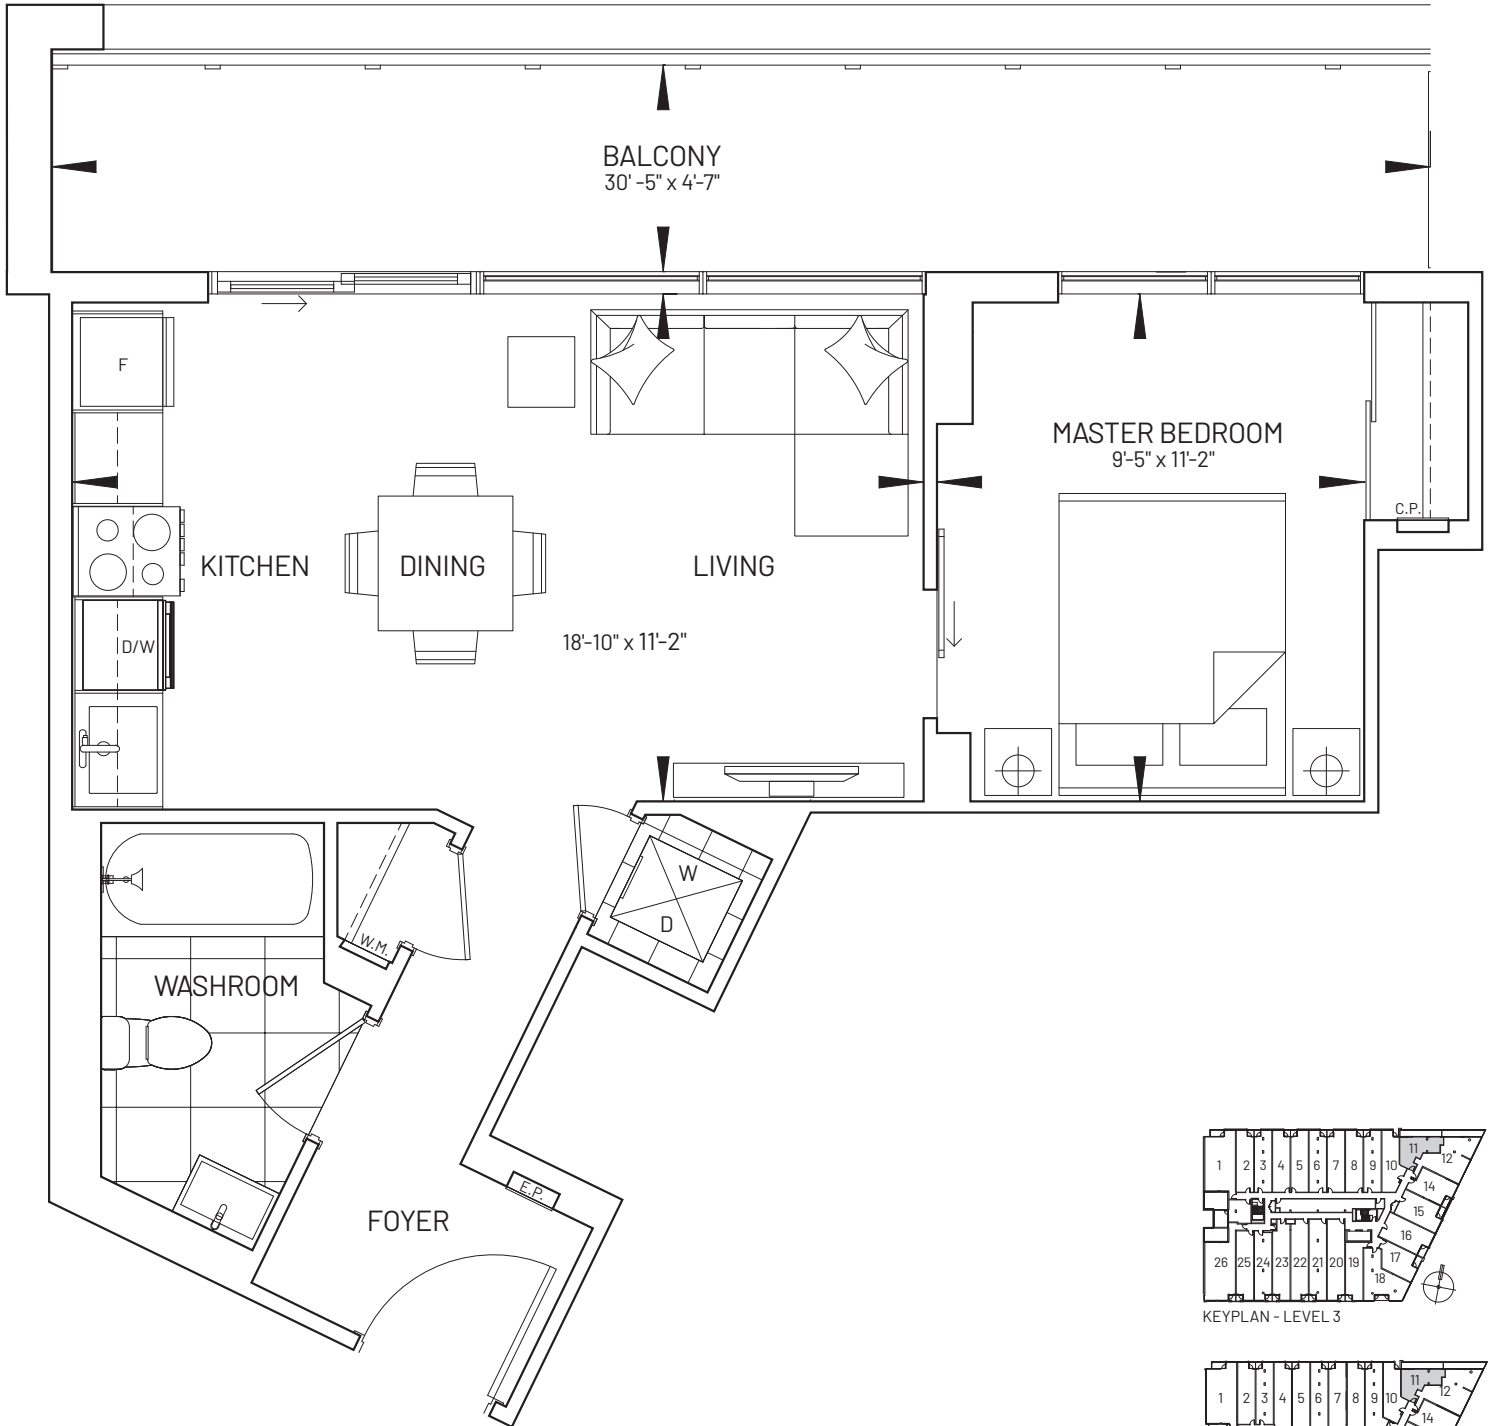 BALCONY
30' -5" x 4'-7"
F
MASTER BEDROOM
9'-5" x 11'-2"
C.P.
KITCHEN
DINING
LIVING
D/W
18'-10" x 11'-2"
W
D
W.M.
WASHROOM
E.P.
FOYER
1 2 3 4 5 6 7 8 9 10 11 12
14
15
16
17
18
26 25 24 23 22 21 20 19
KEYPLAN - LEVEL 3
1 2 3 4 5 6 7 8 9 10 11 12
14